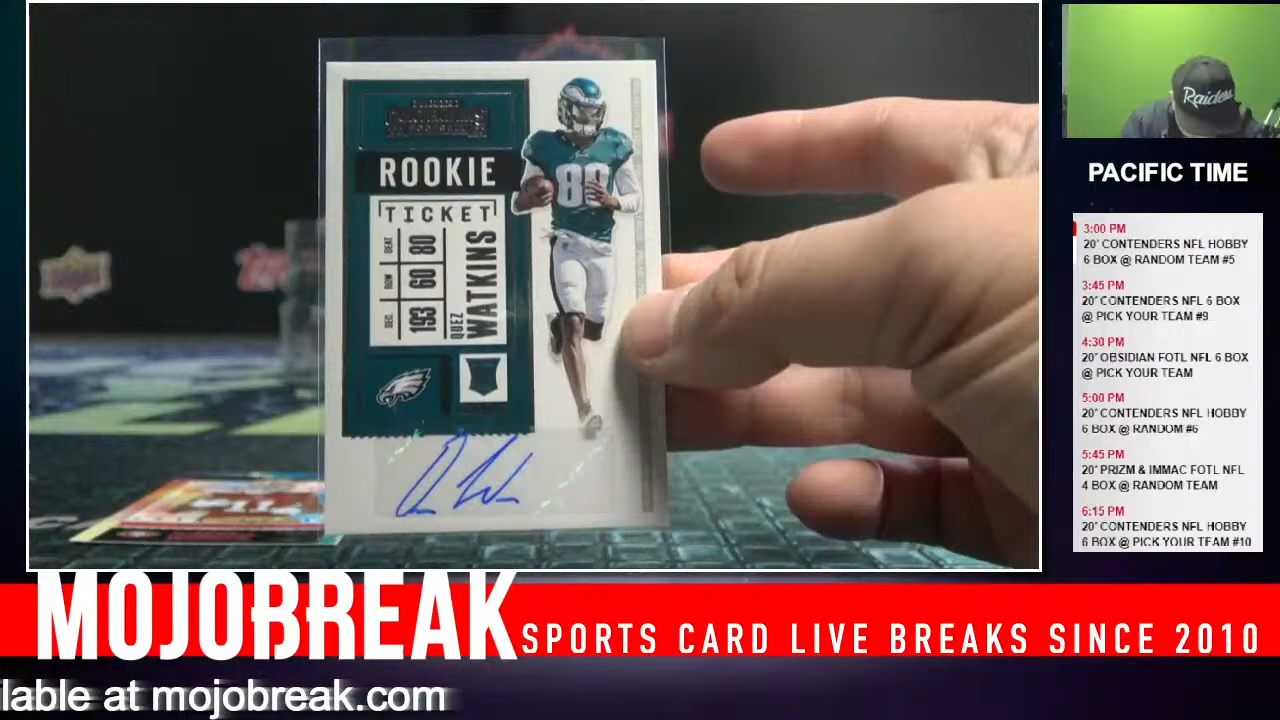 ROOKIE
TICKET
SEAT 80
ROW 60
SEC. 193
QUEZ
WATKINS
80
Raiders
PACIFIC TIME
3:00 PM
20' CONTENDERS NFL HOBBY
6 BOX @ RANDOM TEAM #5
3:45 PM
20' CONTENDERS NFL 6 BOX
@ PICK YOUR TEAM #9
4:30 PM
20' OBSIDIAN FOTL NFL 6 BOX
@ PICK YOUR TEAM
5:00 PM
20' CONTENDERS NFL HOBBY
6 BOX @ RANDOM #6
5:45 PM
20' PRIZM & IMMAC FOTL NFL
4 BOX @ RANDOM TEAM
6:15 PM
20' CONTENDERS NFL HOBBY
6 BOX @ PICK YOUR TEAM #10
MOJOBREAK
SPORTS CARD LIVE BREAKS SINCE 2010
lable at mojobreak.com